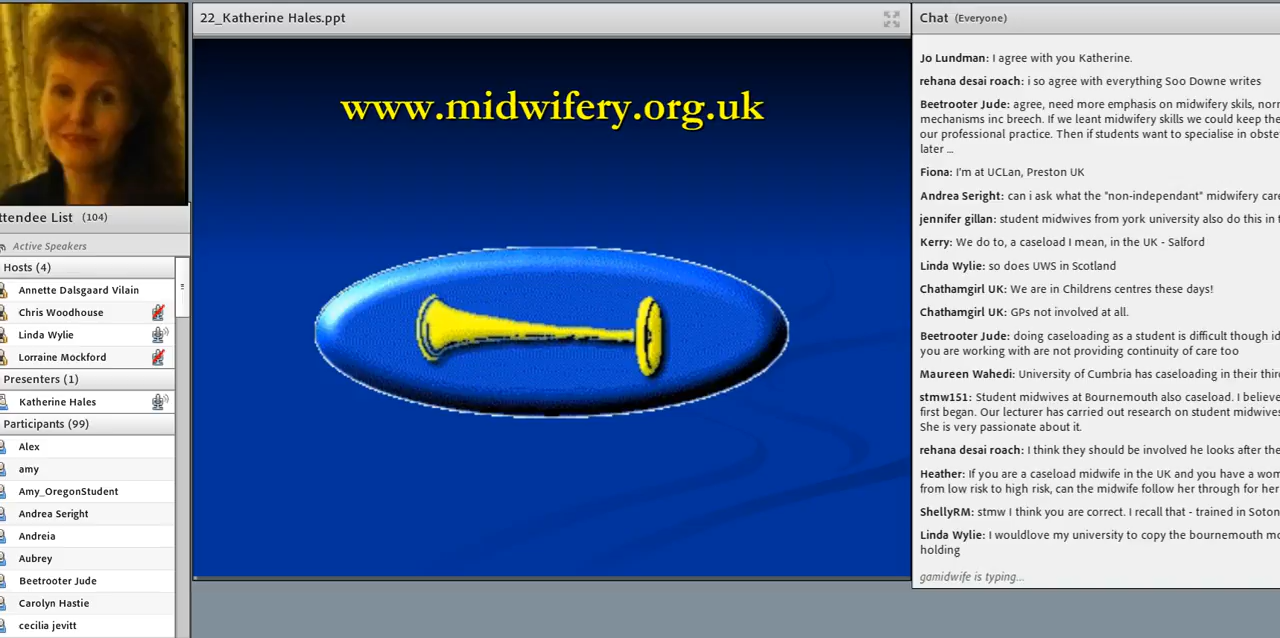 ttendee List (104)
Active Speakers
Hosts (4)
Annette Dalsgaard Vilain
Chris Woodhouse
Linda Wylie
Lorraine Mockford
Presenters (1)
Katherine Hales
Participants (99)
Alex
amy
Amy_OregonStudent
Andrea Seright
Andreia
Aubrey
Beetrooter Jude
Carolyn Hastie
cecilia jevitt
22_Katherine Hales.ppt
www.midwifery.org.uk
Chat (Everyone)
Jo Lundman: I agree with you Katherine.
rehana desai roach: i so agree with everything Soo Downe writes
Beetrooter Jude: agree, need more emphasis on midwifery skils, norr
mechanisms inc breech. If we leant midwifery skills we could keep the
our professional practice. Then if students want to specialise in obste
later ...
Fiona: I'm at UCLan, Preston UK
Andrea Seright: can i ask what the "non-independant" midwifery care
jennifer gillan: student midwives from york university also do this in t
Kerry: We do to, a caseload I mean, in the UK - Salford
Linda Wylie: so does UWS in Scotland
Chathamgirl UK: We are in Childrens centres these days!
Chathamgirl UK: GPs not involved at all.
Beetrooter Jude: doing caseloading as a student is difficult though id
you are working with are not providing continuity of care too
Maureen Wahedi: University of Cumbria has caseloading in their thir
stmw151: Student midwives at Bournemouth also caseload. I believe
first began. Our lecturer has carried out research on student midwives
She is very passionate about it.
rehana desai roach: I think they should be involved he looks after the
Heather: If you are a caseload midwife in the UK and you have a wom
from low risk to high risk, can the midwife follow her through for her
ShellyRM: stmw I think you are correct. I recall that - trained in Soton
Linda Wylie: I wouldlove my university to copy the bournemouth mo
holding
gamidwife is typing...